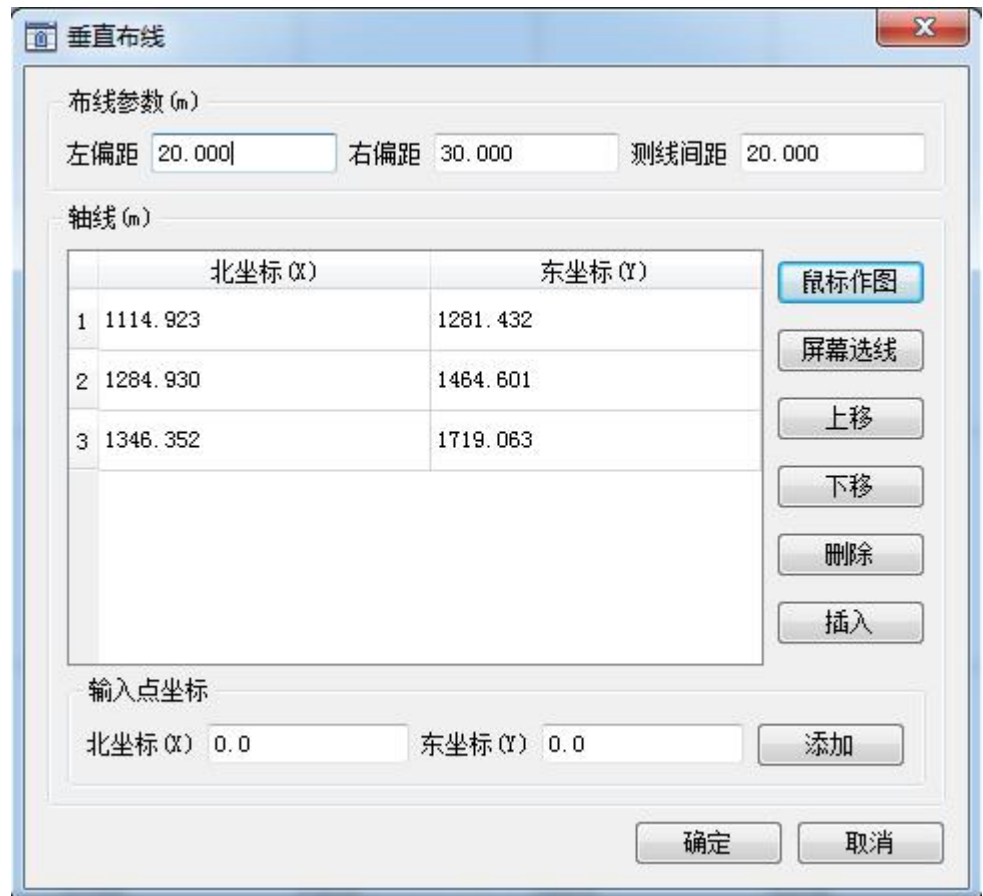 垂直布线
布线参数(m)
左偏距 20.000 右偏距 30.000 测线间距 20.000
轴线(m)
北坐标(X) 东坐标(Y)
鼠标作图
1 1114.923 1281.432
屏幕选线
2 1284.930 1464.601
上移
3 1346.352 1719.063
下移
删除
插入
输入点坐标
北坐标(X) 0.0 东坐标(Y) 0.0 添加
确定 取消